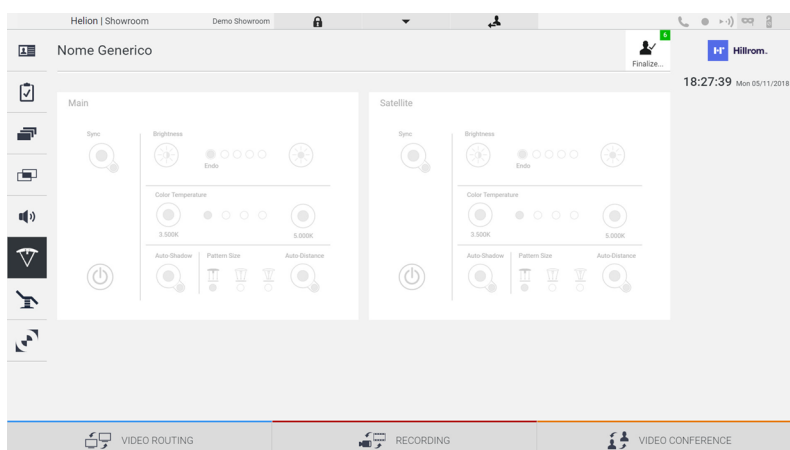 Helion | Showroom
Demo Showroom
Nome Generico
6
Finalize...
Hillrom.
18:27:39 Mon 05/11/2018
Main
Satellite
Sync
Brightness
Endo
Color Temperature
3.500K
5.000K
Auto-Shadow
Pattern Size
Auto-Distance
Sync
Brightness
Endo
Color Temperature
3.500K
5.000K
Auto-Shadow
Pattern Size
Auto-Distance
VIDEO ROUTING
RECORDING
VIDEO CONFERENCE